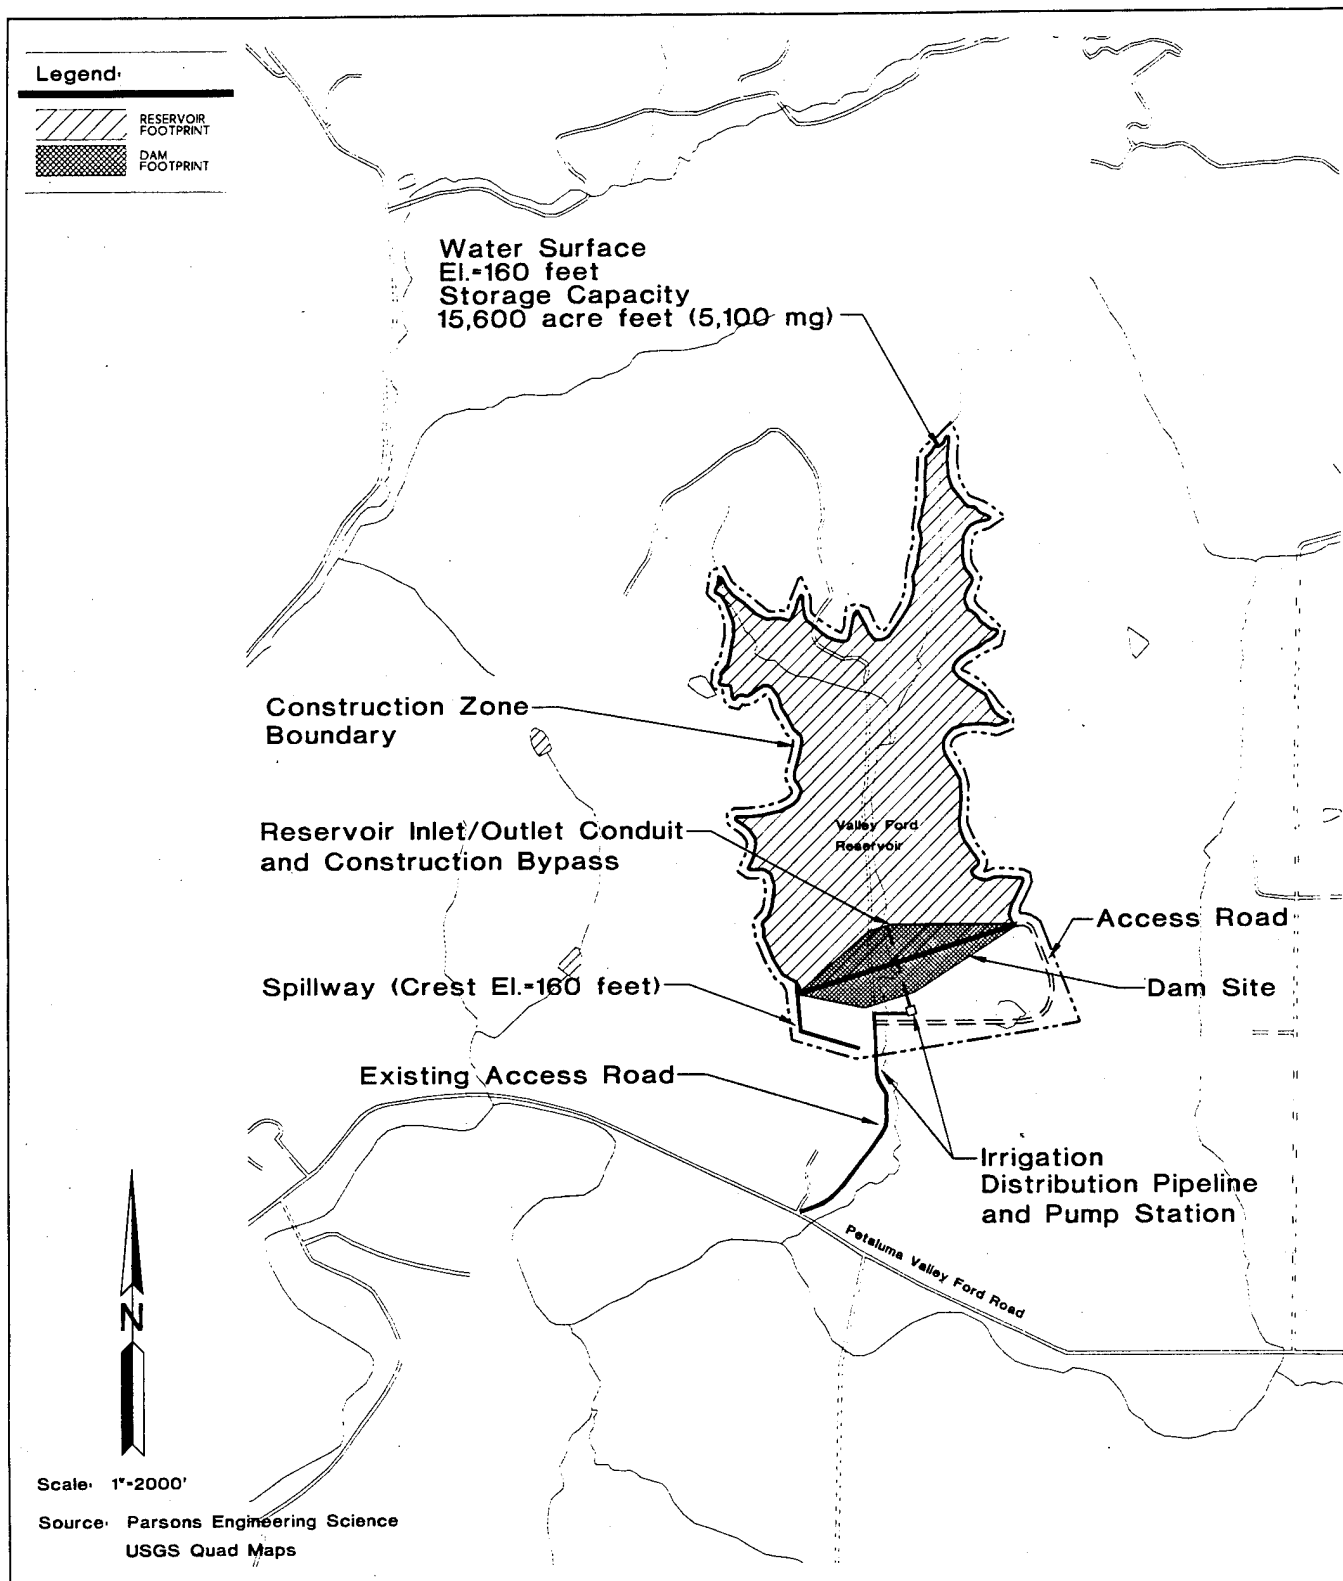 Legend:
RESERVOIR
FOOTPRINT
DAM
FOOTPRINT
Water Surface
El.=160 feet
Storage Capacity
15,600 acre feet (5,100 mg)
Construction Zone
Boundary
Reservoir Inlet/Outlet Conduit
and Construction Bypass
Valley Ford
Reservoir
Access Road
Dam Site
Spillway (Crest El.=160 feet)
Existing Access Road
Irrigation
Distribution Pipeline
and Pump Station
Petaluma Valley Ford Road
N
Scale: 1"=2000'
Source: Parsons Engineering Science
USGS Quad Maps